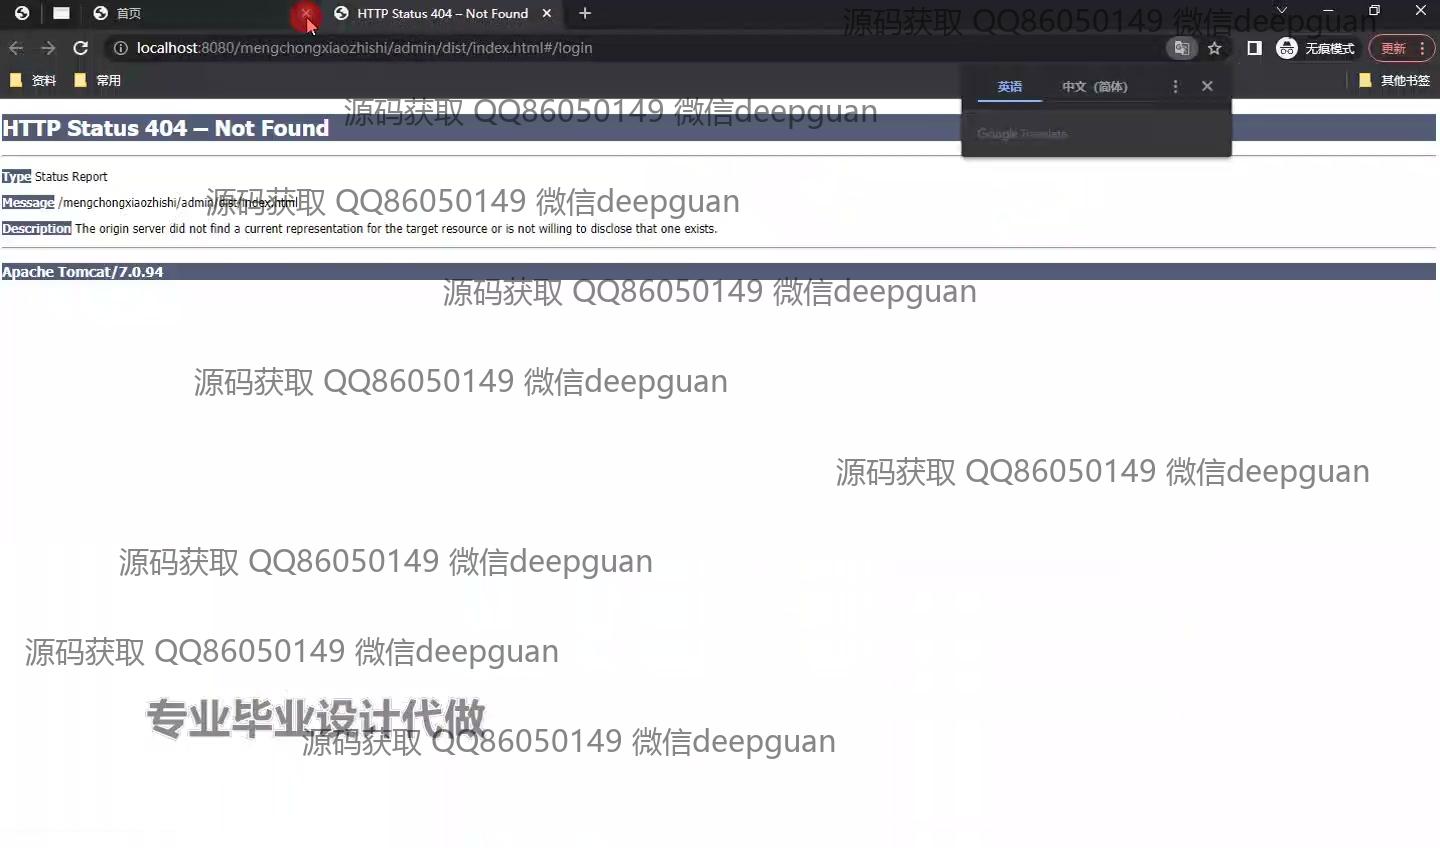 首页
HTTP Status 404 – Not Found
源码获取 QQ86050149 微信deepguan
localhost:8080/mengchongxiaozhishi/admin/dist/index.html#/login
无痕模式
更新
资料
常用
其他书签
英语
中文（简体）
Google Translate
源码获取 QQ86050149 微信deepguan
HTTP Status 404 – Not Found
Type Status Report
Message /mengchongxiaozhishi/admin/dist/index.html
源码获取 QQ86050149 微信deepguan
Description The origin server did not find a current representation for the target resource or is not willing to disclose that one exists.
Apache Tomcat/7.0.94
源码获取 QQ86050149 微信deepguan
源码获取 QQ86050149 微信deepguan
源码获取 QQ86050149 微信deepguan
源码获取 QQ86050149 微信deepguan
源码获取 QQ86050149 微信deepguan
专业毕业设计代做
源码获取 QQ86050149 微信deepguan